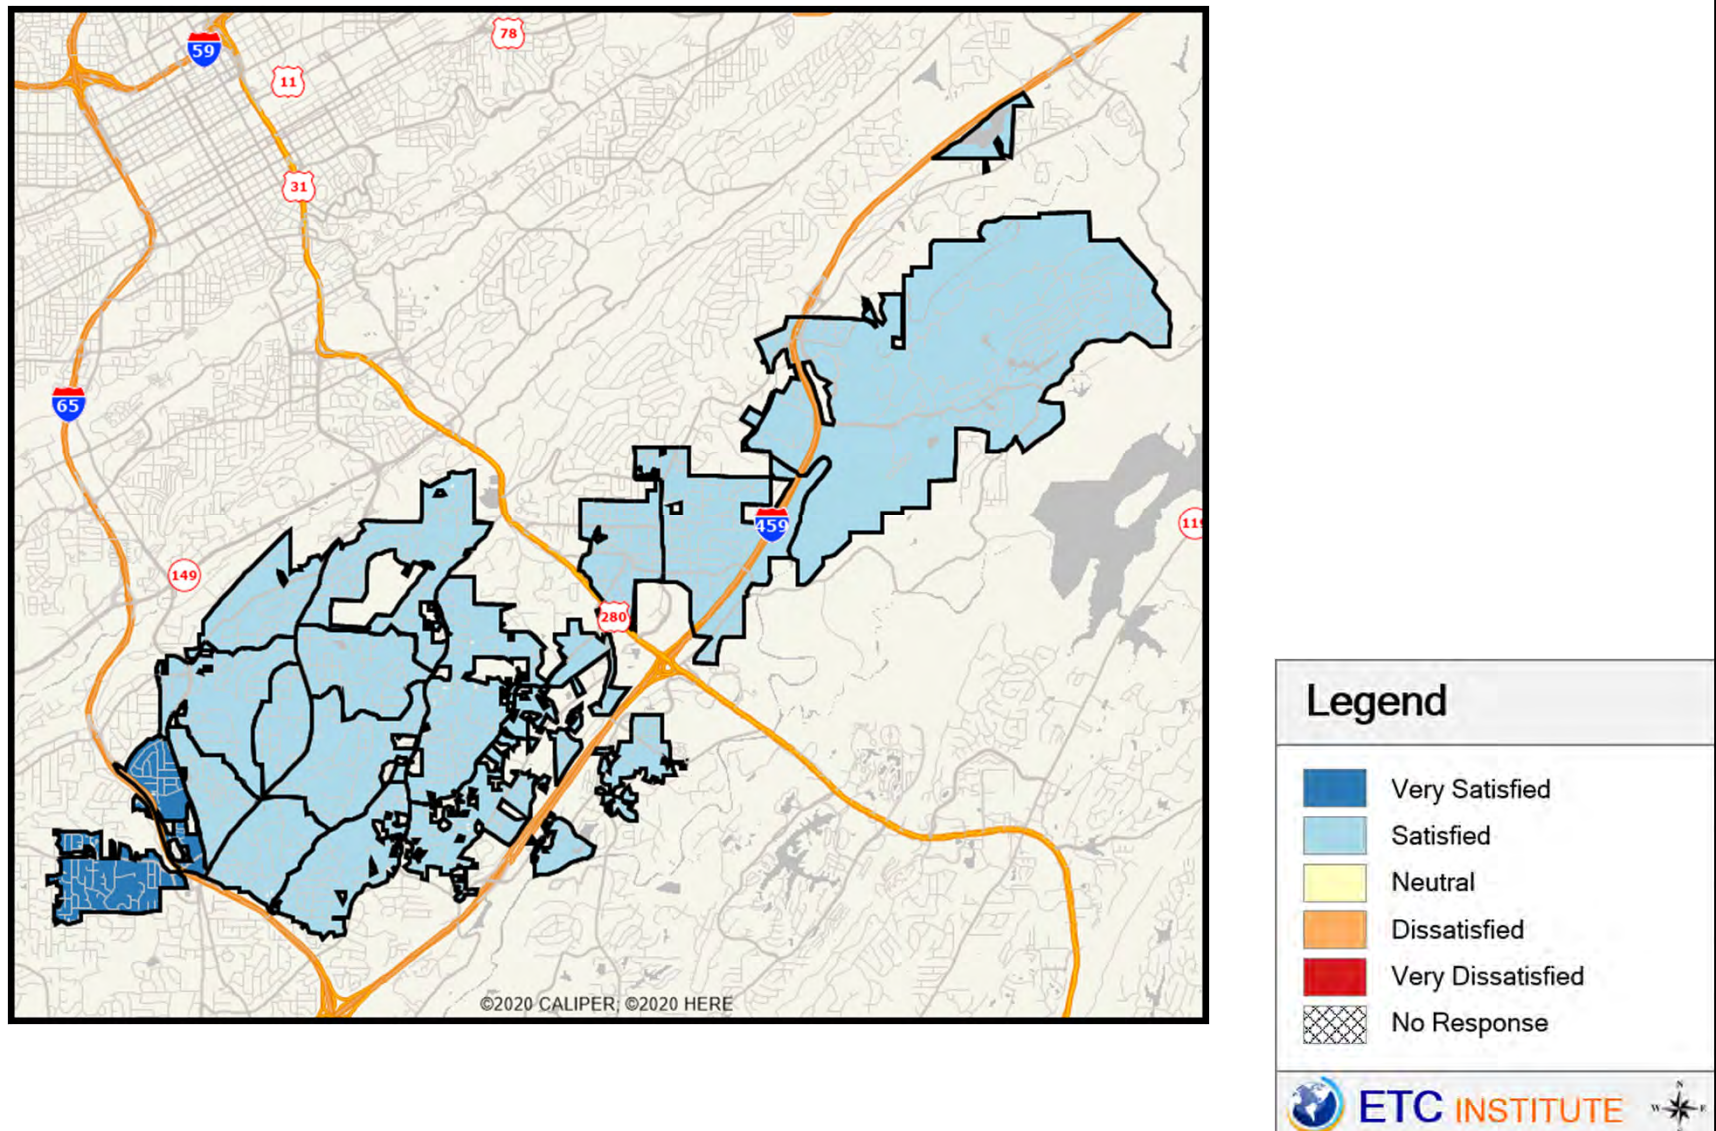 78
59
11
31
65
459
119
149
280
©2020 CALIPER; ©2020 HERE
Legend
Very Satisfied
Satisfied
Neutral
Dissatisfied
Very Dissatisfied
No Response
ETC INSTITUTE
N
W E
S